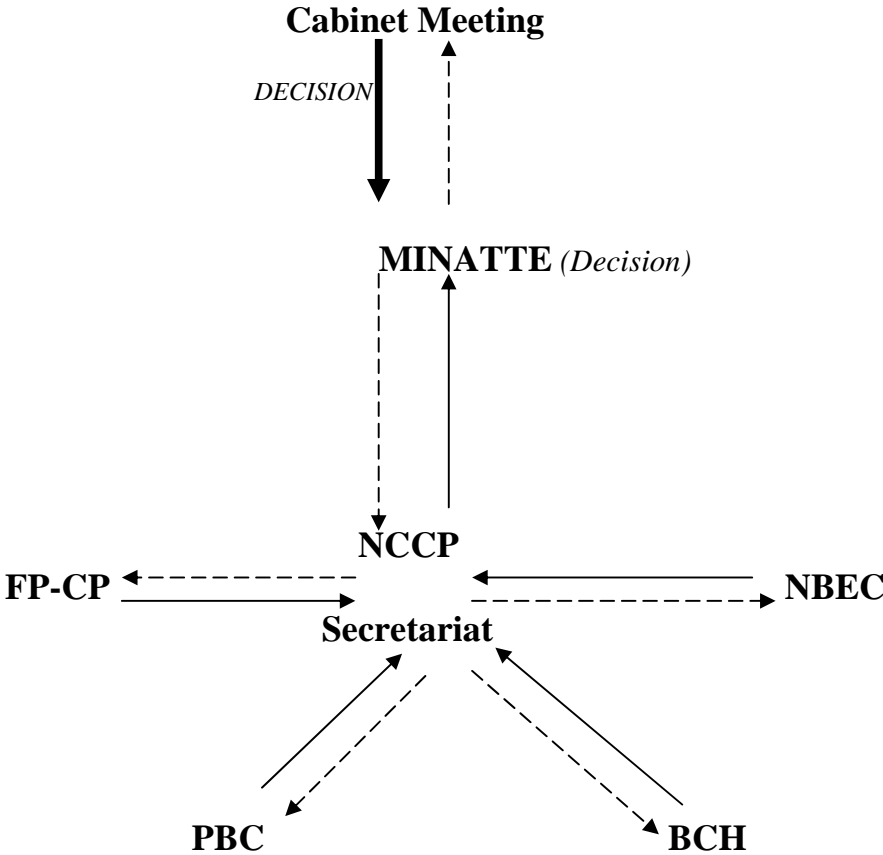 Cabinet Meeting
DECISION
MINATTE (Decision)
NCCP
FP-CP
NBEC
Secretariat
PBC
BCH